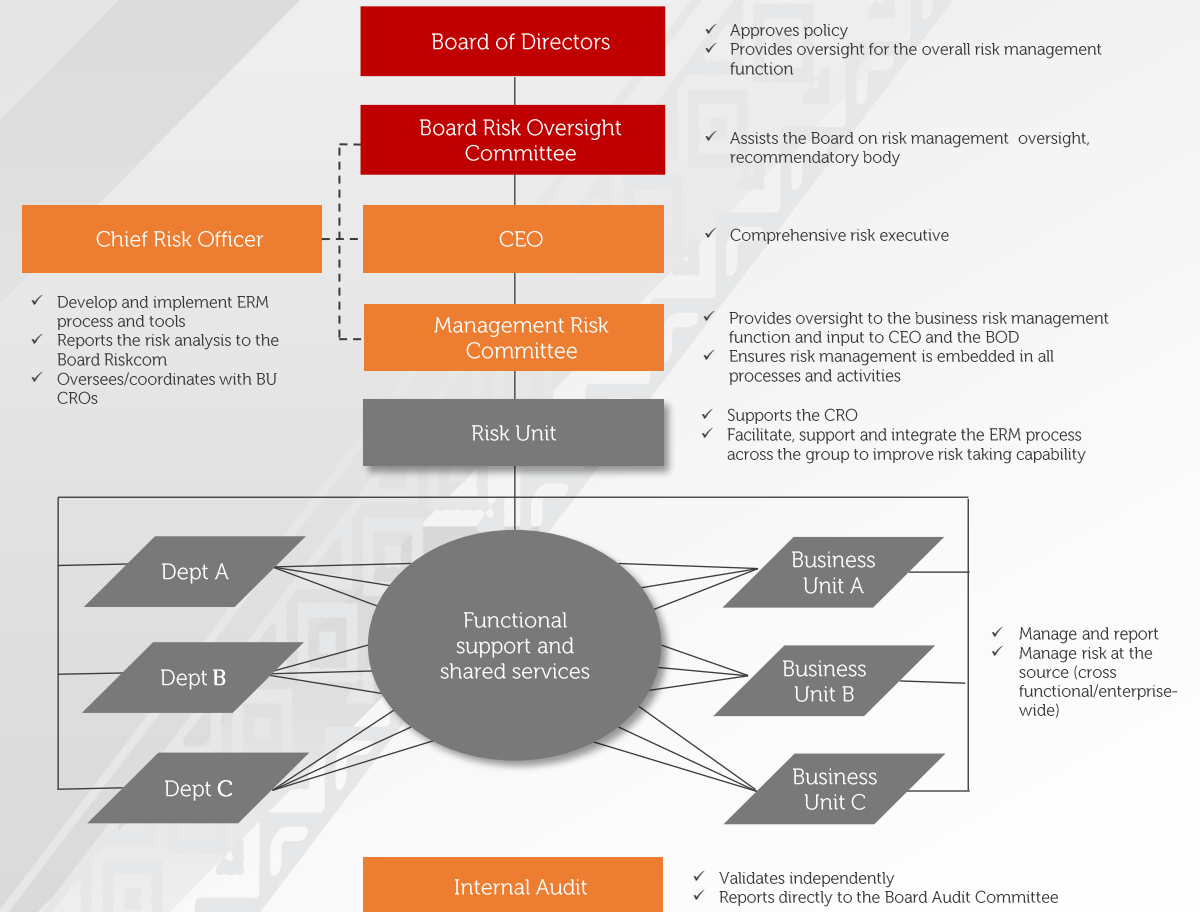 Board of Directors
✓ Approves policy
✓ Provides oversight for the overall risk management
function
Board Risk Oversight
Committee
✓ Assists the Board on risk management oversight,
recommendatory body
Chief Risk Officer
CEO
✓ Comprehensive risk executive
✓ Develop and implement ERM
process and tools
✓ Reports the risk analysis to the
Board Riskcom
✓ Oversees/coordinates with BU
CROs
Management Risk
Committee
✓ Provides oversight to the business risk management
function and input to CEO and the BOD
✓ Ensures risk management is embedded in all
processes and activities
Risk Unit
✓ Supports the CRO
✓ Facilitate, support and integrate the ERM process
across the group to improve risk taking capability
Dept A
Dept B
Dept C
Functional
support and
shared services
Business
Unit A
Business
Unit B
Business
Unit C
✓ Manage and report
✓ Manage risk at the
source (cross
functional/enterprise-
wide)
Internal Audit
✓ Validates independently
✓ Reports directly to the Board Audit Committee